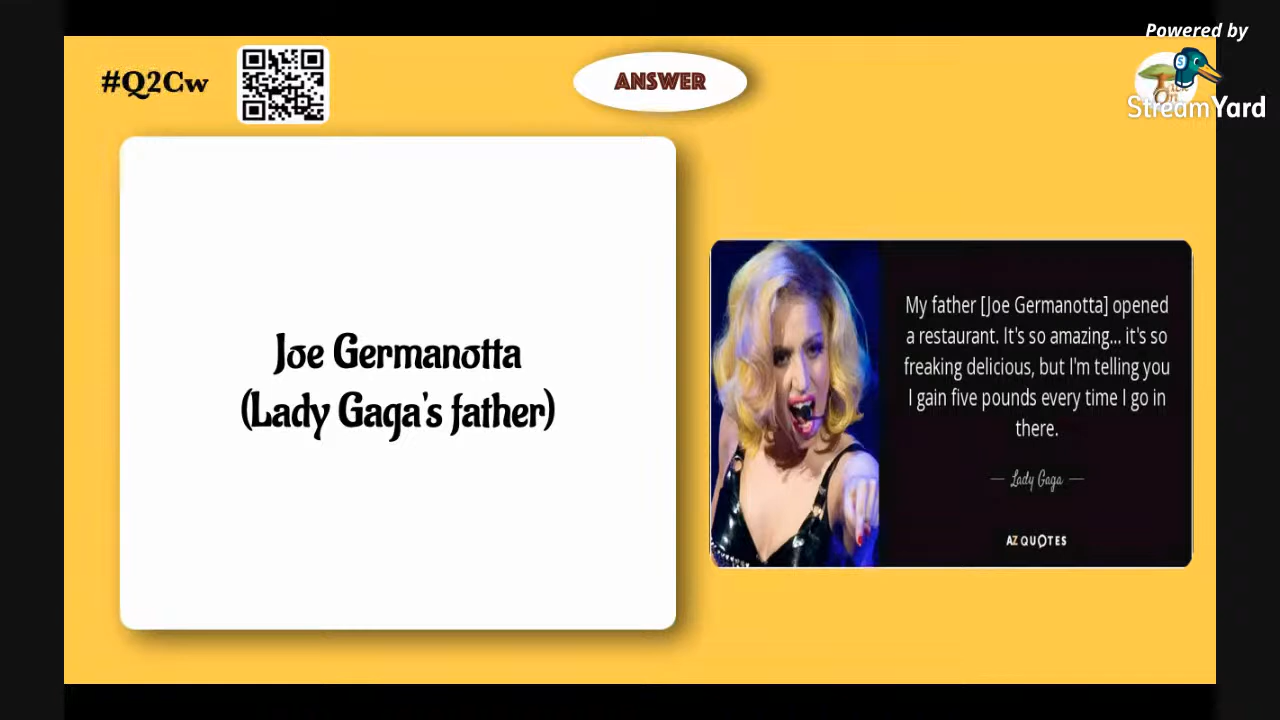 Powered by
#Q2Cw
ANSWER
StreamYard
Joe Germanotta
(Lady Gaga's father)
My father [Joe Germanotta] opened
a restaurant. It's so amazing... it's so
freaking delicious, but I'm telling you
I gain five pounds every time I go in
there.
— Lady Gaga —
AZ QUOTES